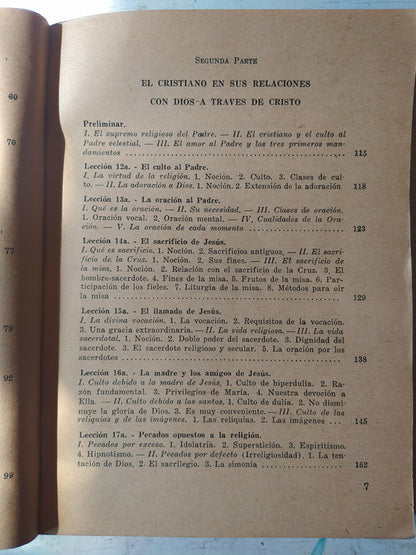 SEGUNDA PARTE
EL CRISTIANO EN SUS RELACIONES
CON DIOS-A TRAVES DE CRISTO
Preliminar.
I. El supremo religioso del Padre. — II. El cristiano y el culto al
Padre celestial, — III. El amor al Padre y los tres primeros man-
damientos 115
Lección 12a. - El culto al Padre.
I, La virtud de la religión. 1. Noción. 2. Culto. 3. Clases de cul-
to. — II. La adoración a Dios. 1. Noción. 2. Extensión de la adoración 118
Lección 13a. - La oración al Padre.
I. Qué es la oración. — II. Su necesidad, — III. Clases de oración.
1. Oración vocal. 2, Oración mental. — IV, Cualidades de la Ora-
ción. — V. La oración de cada momento 123
Lección 14a. - El sacrificio de Jesús.
I. Qué es sacrificio. 1. Noción. 2. Sacrificios antiguos, — II. El sacri-
ficio de la Cruz. 1. Noción. 2. Sus fines. — III. El sacrificio de
la misa, 1. Noción. 2. Relación con el sacrificio de la Cruz. 3, El
hombre-sacerdote. 4. Fines de la misa. 5. Frutos de la misa. 6. Par-
ticipación de los fieles. 7. Liturgia de la misa. 8. Métodos para oír
la misa 129
Lección 15a. - El llamado de Jesús.
I. La divina vocación. 1. La vocación. 2. Requisitos de la vocación.
3. Una gracia extraordinaria. — II. La vida religiosa. — III. La vida
sacerdotal. 1. Noción. 2. Doble poder del sacerdote. 3. Dignidad del
sacerdote. 4. El sacerdote religioso y secular. 5. La oración por los
sacerdotes 138
Lección 16a. - La madre y los amigos de Jesús.
I. Culto debido a la madre de Jesús, 1. Culto de hiperdulía. 2. Ra-
zón fundamental. 3. Privilegios de María. 4. Nuestra devoción a
Ella. — II. Culto debido a los santos, 1. Culto de dulía. 2. No dismi-
nuye la gloria de Dios. 3. Es muy conveniente. — III. Culto de las
reliquias y de las imágenes. 1. Las reliquias. 2. Las imágenes 145
Lección 17a. - Pecados opuestos a la religión.
I. Pecados por exceso. 1. Idolatría. 2. Superstición. 3. Espiritismo.
4. Hipnotismo. — II. Pecados por defecto (Irreligiosidad). 1. La ten-
tación de Dios, 2. El sacrilegio. 3. La simonía 152
7
60
70
77
79
92
99